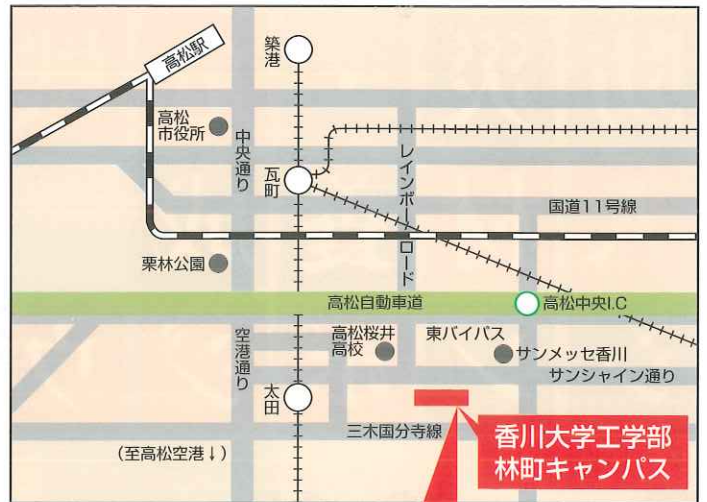 高松駅
築港
高松
市役所
中央通り
瓦町
レインボーロード
国道11号線
栗林公園
高松自動車道
高松中央I.C
空港通り
高松桜井
高校
東バイパス
サンメッセ香川
サンシャイン通り
太田
三木国分寺線
香川大学工学部
林町キャンパス
（至高松空港↓）